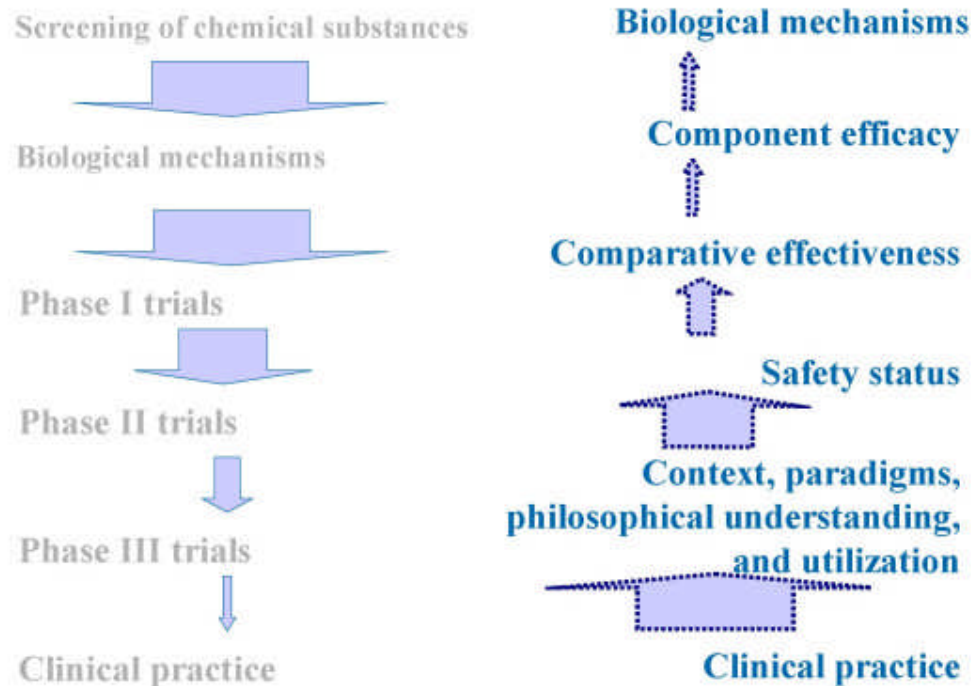 Screening of chemical substances
Biological mechanisms
Phase I trials
Phase II trials
Phase III trials
Clinical practice
Biological mechanisms
Component efficacy
Comparative effectiveness
Safety status
Context, paradigms,
philosophical understanding,
and utilization
Clinical practice